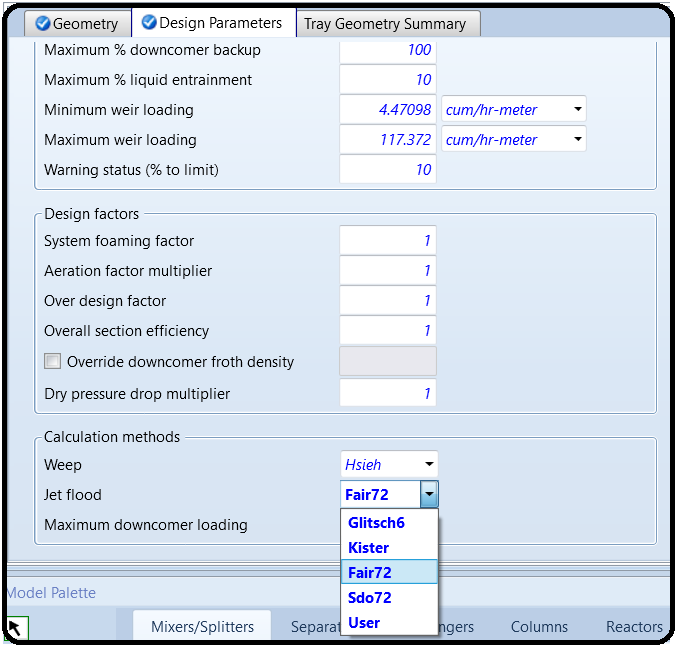 Geometry Design Parameters Tray Geometry Summary
Maximum % downcomer backup 100
Maximum % liquid entrainment 10
Minimum weir loading 4.47098 cum/hr-meter
Maximum weir loading 117.372 cum/hr-meter
Warning status (% to limit) 10
Design factors
System foaming factor 1
Aeration factor multiplier 1
Over design factor 1
Overall section efficiency 1
Override downcomer froth density
Dry pressure drop multiplier 1
Calculation methods
Weep Hsieh
Jet flood Fair72
Maximum downcomer loading
Glitsch6
Kister
Fair72
Sdo72
User
Model Palette
Mixers/Splitters Columns Reactors